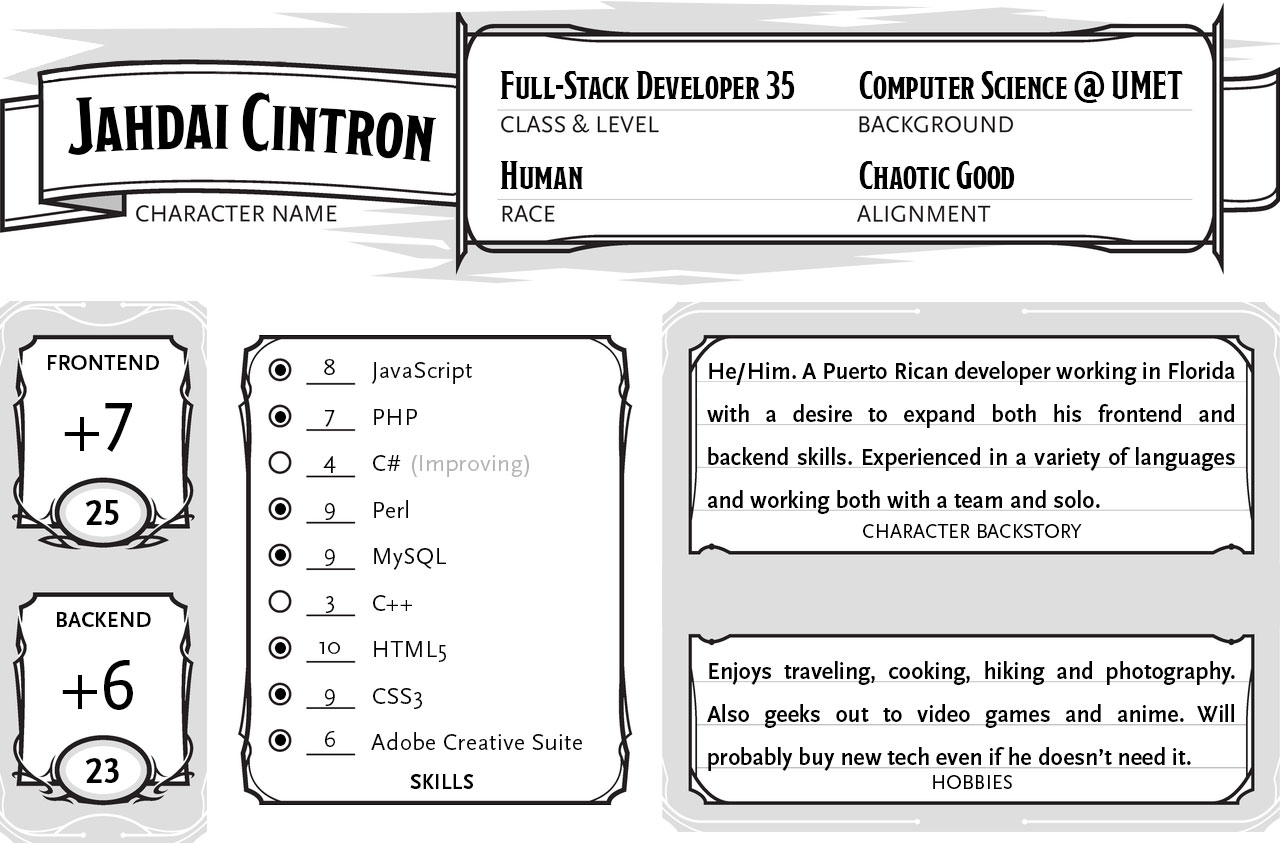 Jahdai Cintron
CHARACTER NAME
Full-Stack Developer 35
Computer Science @ UMET
CLASS & LEVEL
BACKGROUND
Human
Chaotic Good
RACE
ALIGNMENT
FRONTEND
+7
25
BACKEND
+6
23
8 JavaScript
7 PHP
4 C# (Improving)
9 Perl
9 MySQL
3 C++
10 HTML5
9 CSS3
6 Adobe Creative Suite
SKILLS
He/Him. A Puerto Rican developer working in Florida
with a desire to expand both his frontend and
backend skills. Experienced in a variety of languages
and working both with a team and solo.
CHARACTER BACKSTORY
Enjoys traveling, cooking, hiking and photography.
Also geeks out to video games and anime. Will
probably buy new tech even if he doesn’t need it.
HOBBIES